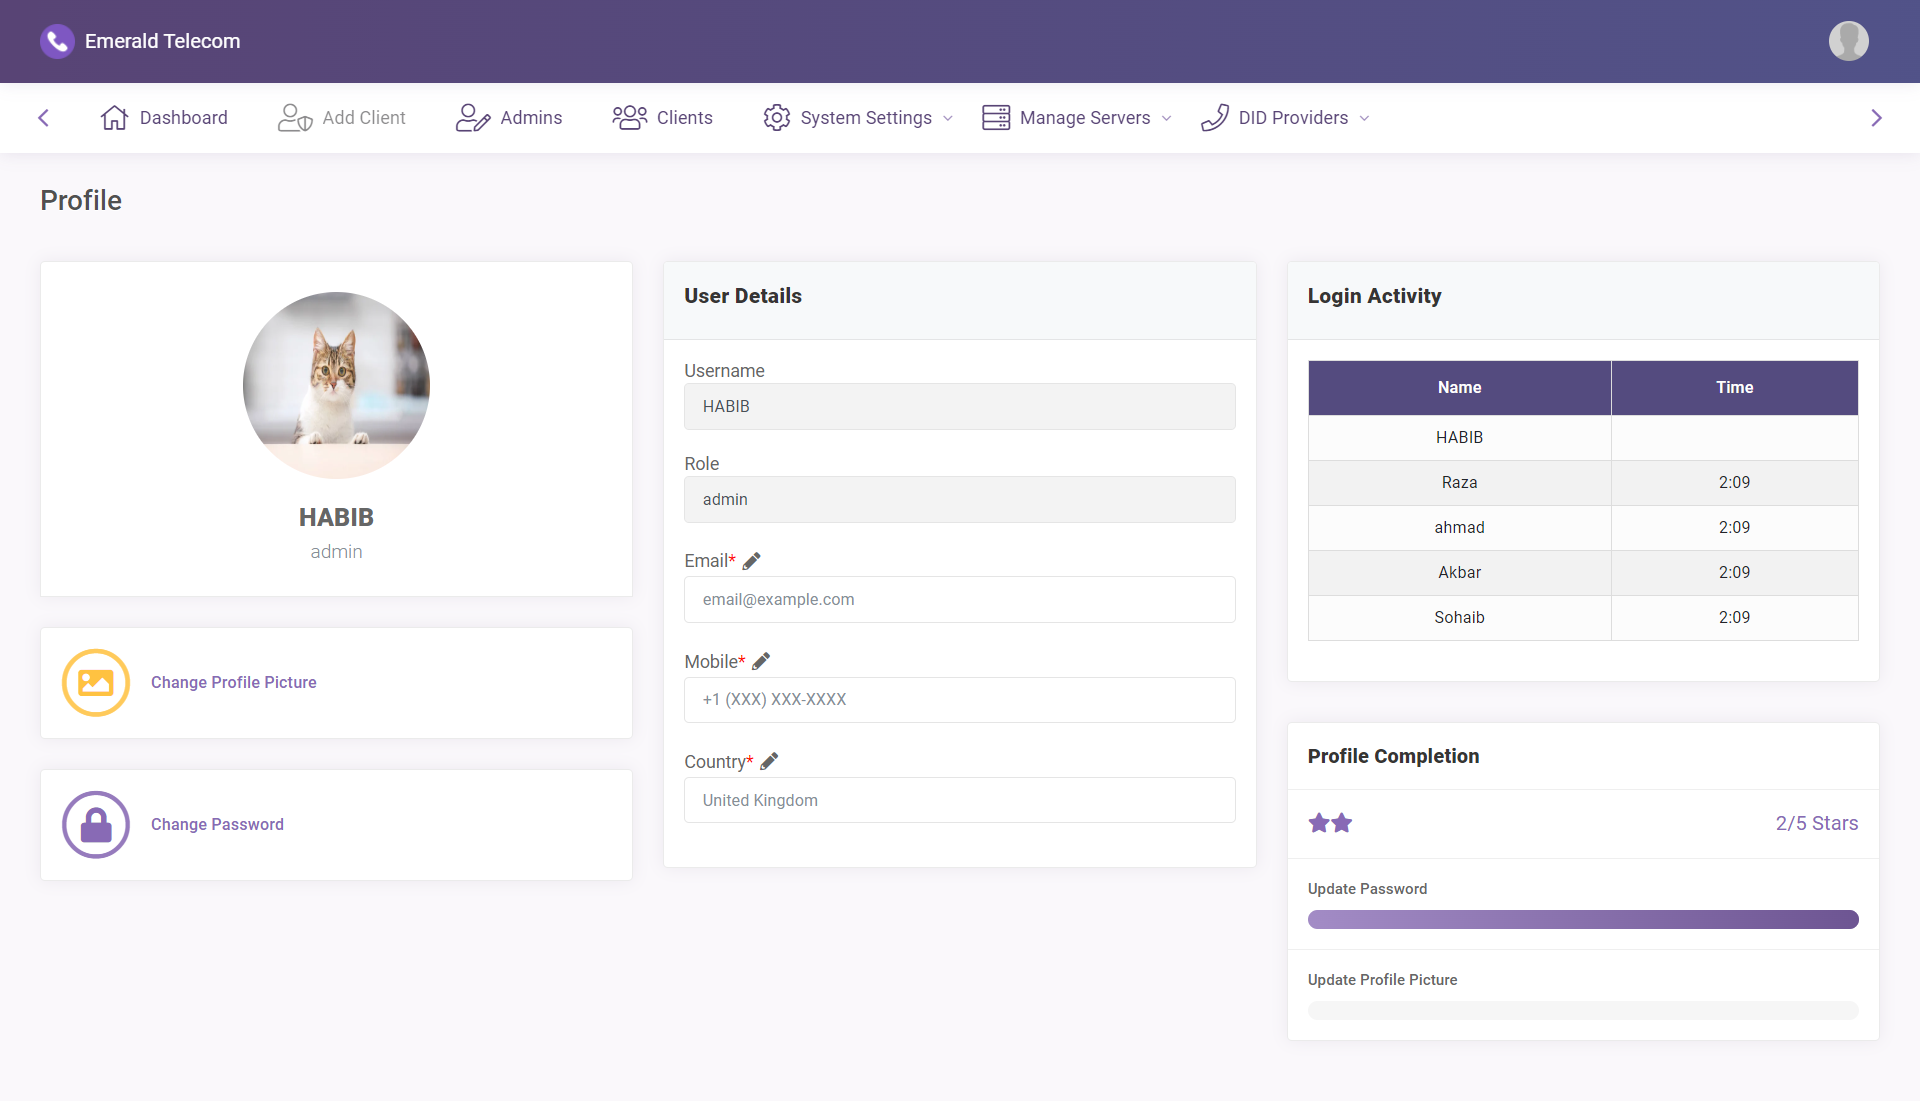 Emerald Telecom
Dashboard
Add Client
Admins
Clients
System Settings
Manage Servers
DID Providers
Profile
HABIB
admin
Change Profile Picture
Change Password
User Details
Username
HABIB
Role
admin
Email*
email@example.com
Mobile*
+1 (XXX) XXX-XXXX
Country*
United Kingdom
Login Activity
Name Time
HABIB
Raza 2:09
ahmad 2:09
Akbar 2:09
Sohaib 2:09
Profile Completion
2/5 Stars
Update Password
Update Profile Picture